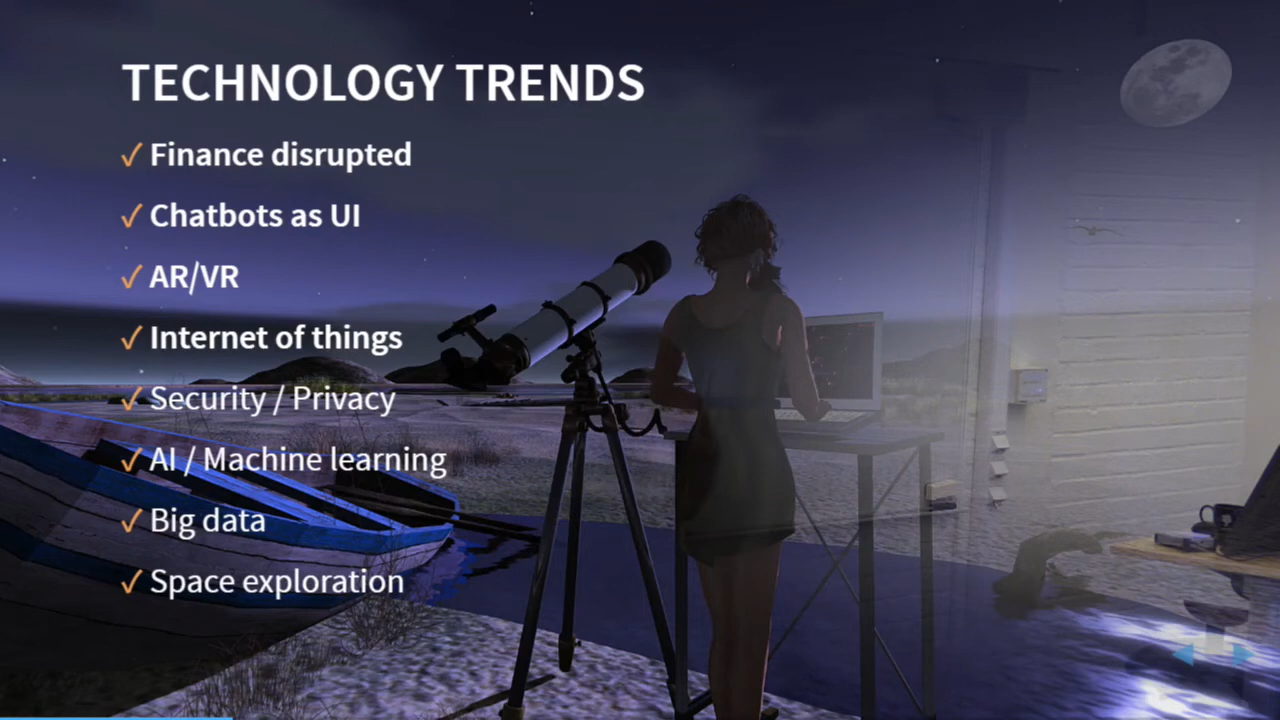 TECHNOLOGY TRENDS
✓ Finance disrupted
✓ Chatbots as UI
✓ AR/VR
✓ Internet of things
✓ Security / Privacy
✓ AI / Machine learning
✓ Big data
✓ Space exploration